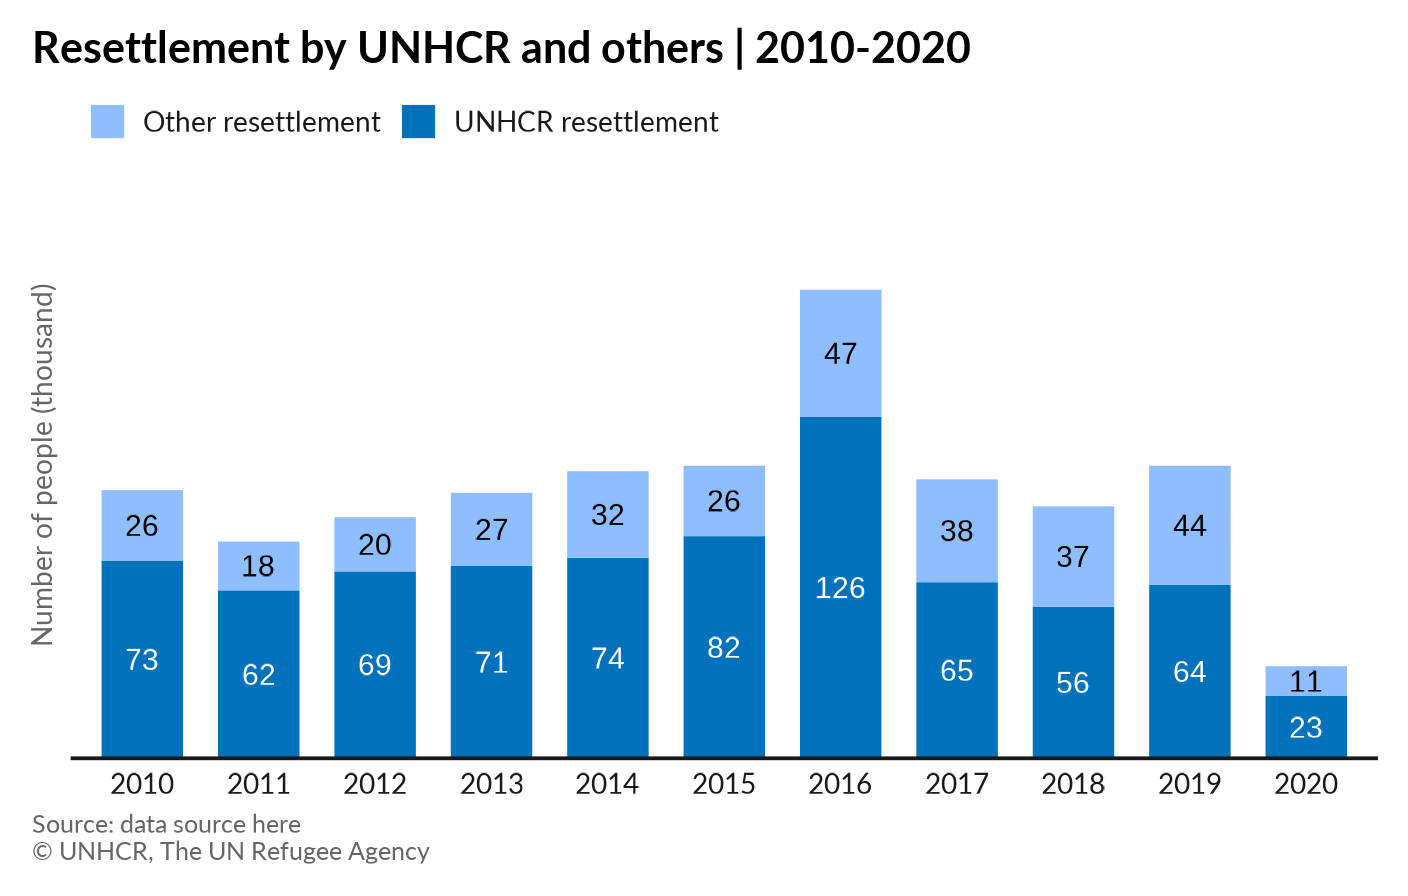 Resettlement by UNHCR and others | 2010-2020
Other resettlement UNHCR resettlement
Number of people (thousand)
26 18 20 27 32 26 47 38 37 44 11
73 62 69 71 74 82 126 65 56 64 23
2010 2011 2012 2013 2014 2015 2016 2017 2018 2019 2020
Source: data source here
© UNHCR, The UN Refugee Agency